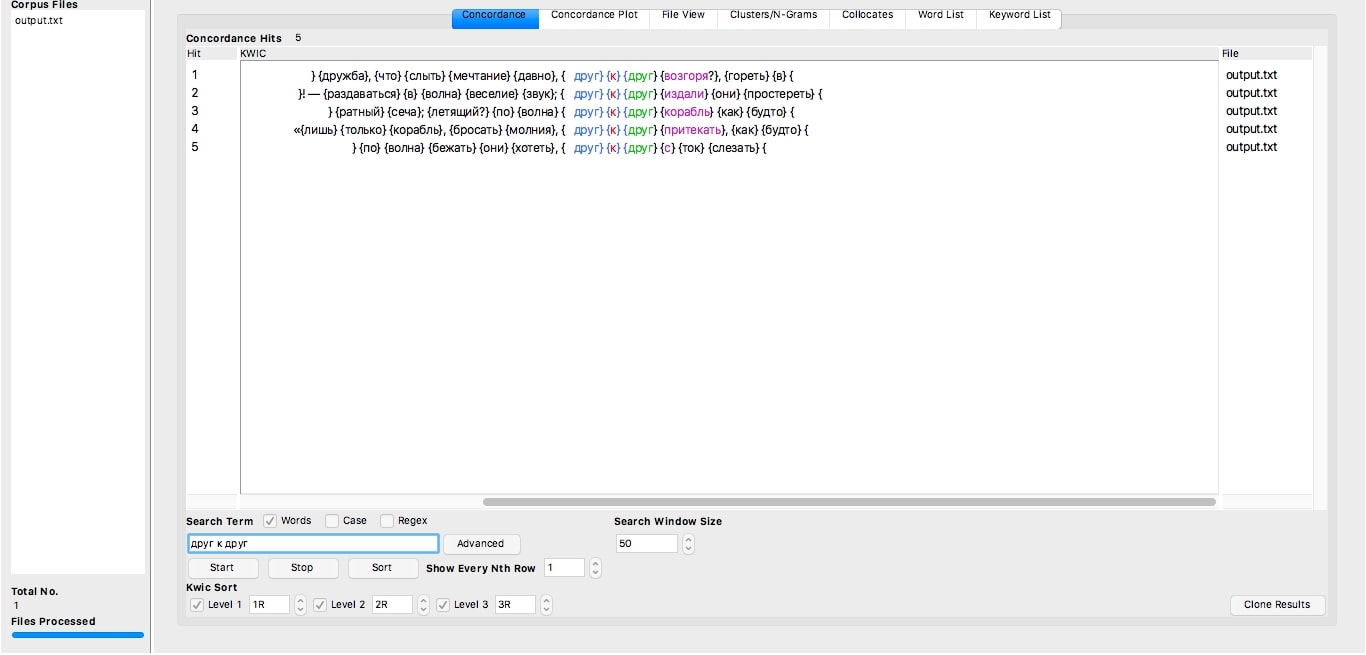 Corpus Files
output.txt
Concordance Concordance Plot File View Clusters/N-Grams Collocates Word List Keyword List
Concordance Hits 5
Hit KWIC File
1 } {дружба}, {что} {слыть} {мечтание} {давно}, { друг} {к} {друг} {возгоря?}, {гореть} {в} { output.txt
2 }! — {раздаваться} {в} {волна} {веселие} {звук}; { друг} {к} {друг} {издали} {они} {простереть} { output.txt
3 } {ратный} {сеча}; {летящий?} {по} {волна} { друг} {к} {друг} {корабль} {как} {будто} { output.txt
4 «{лишь} {только} {корабль}, {бросать} {молния}, { друг} {к} {друг} {притекать}, {как} {будто} { output.txt
5 } {по} {волна} {бежать} {они} {хотеть}, { друг} {к} {друг} {с} {ток} {слезать} { output.txt
Search Term Words Case Regex Search Window Size
друг к друг Advanced 50
Start Stop Sort Show Every Nth Row 1
Kwic Sort
Level 1 1R Level 2 2R Level 3 3R Clone Results
Total No.
1
Files Processed